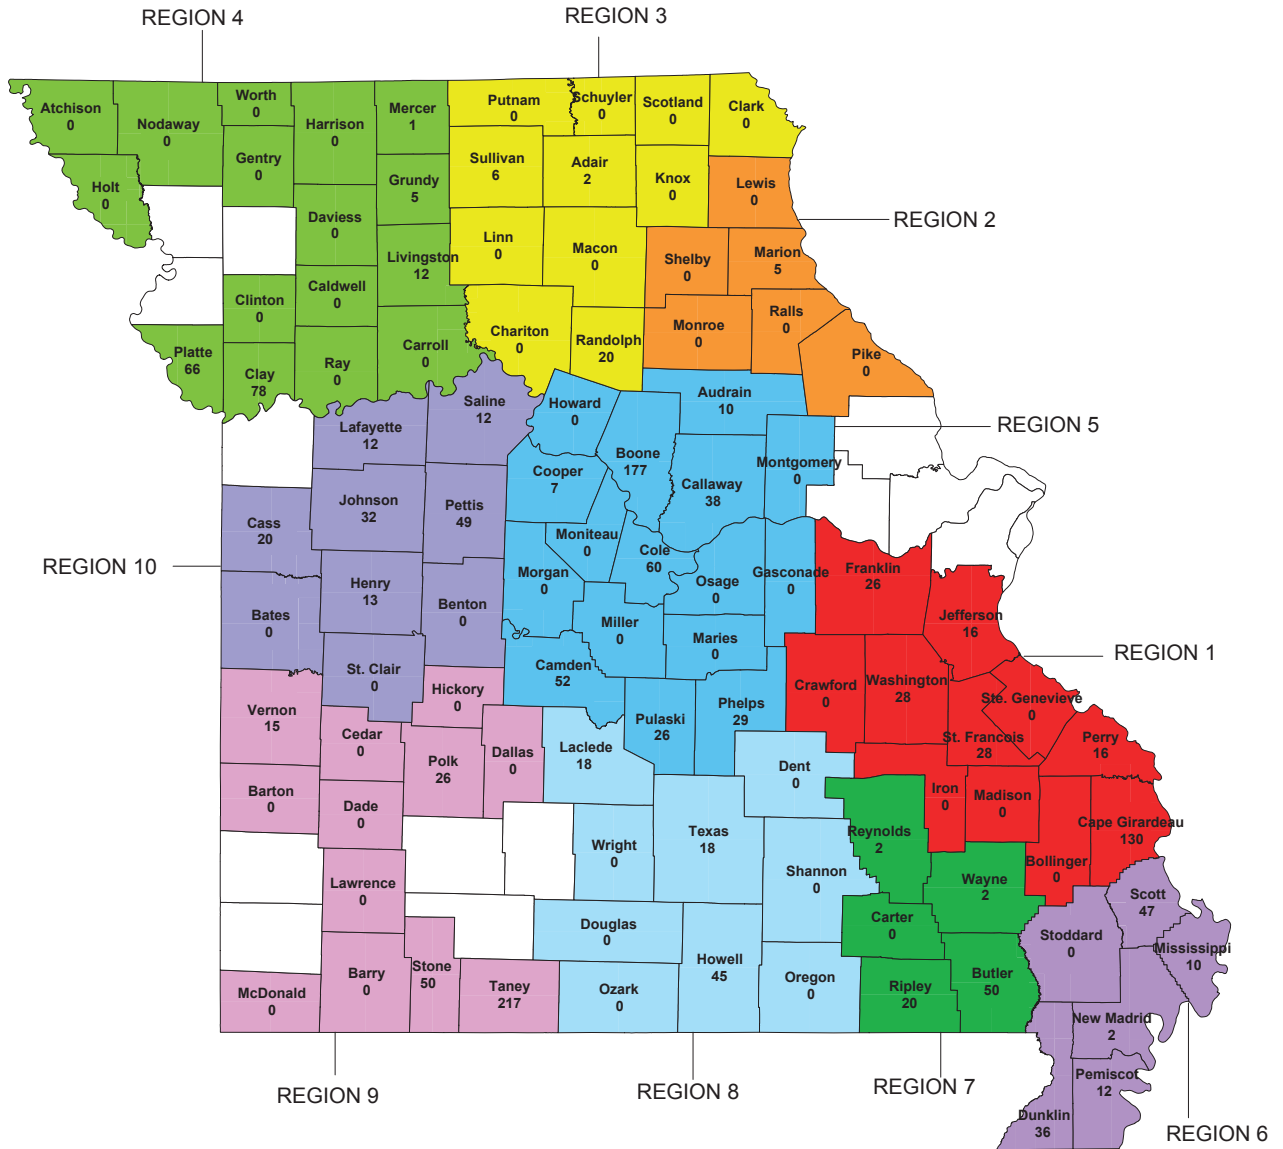 REGION 4
REGION 3
Atchison
0
Nodaway
0
Worth
0
Harrison
0
Mercer
1
Putnam
0
Schuyler
0
Scotland
0
Clark
0
Holt
0
Gentry
0
Grundy
5
Sullivan
6
Adair
2
Knox
0
Lewis
0
REGION 2
Daviess
0
Livingston
12
Linn
0
Macon
0
Shelby
0
Marion
5
Clinton
0
Caldwell
0
Chariton
0
Randolph
20
Monroe
0
Ralls
0
Platte
66
Clay
78
Ray
0
Carroll
0
Pike
0
Lafayette
12
Saline
12
Howard
0
Audrain
10
REGION 5
Boone
177
Cooper
7
Callaway
38
Montgomery
0
Cass
20
Johnson
32
Pettis
49
Moniteau
0
Cole
60
Osage
0
Gasconade
0
Franklin
26
REGION 10
Henry
13
Morgan
0
Bates
0
Benton
0
Miller
0
Maries
0
Jefferson
16
REGION 1
St. Clair
0
Hickory
0
Camden
52
Crawford
0
Washington
28
Ste. Genevieve
0
Vernon
15
Cedar
0
Pulaski
26
Phelps
29
St. Francois
28
Perry
16
Polk
26
Dallas
0
Laclede
18
Dent
0
Barton
0
Dade
0
Iron
0
Madison
0
Cape Girardeau
130
Wright
0
Texas
18
Reynolds
2
Bollinger
0
Lawrence
0
Shannon
0
Wayne
2
Scott
47
Douglas
0
Carter
0
Stoddard
0
Mississippi
10
McDonald
0
Barry
0
Stone
50
Taney
217
Ozark
0
Howell
45
Oregon
0
Ripley
20
Butler
50
New Madrid
2
Pemiscot
12
REGION 9
REGION 8
REGION 7
Dunklin
36
REGION 6